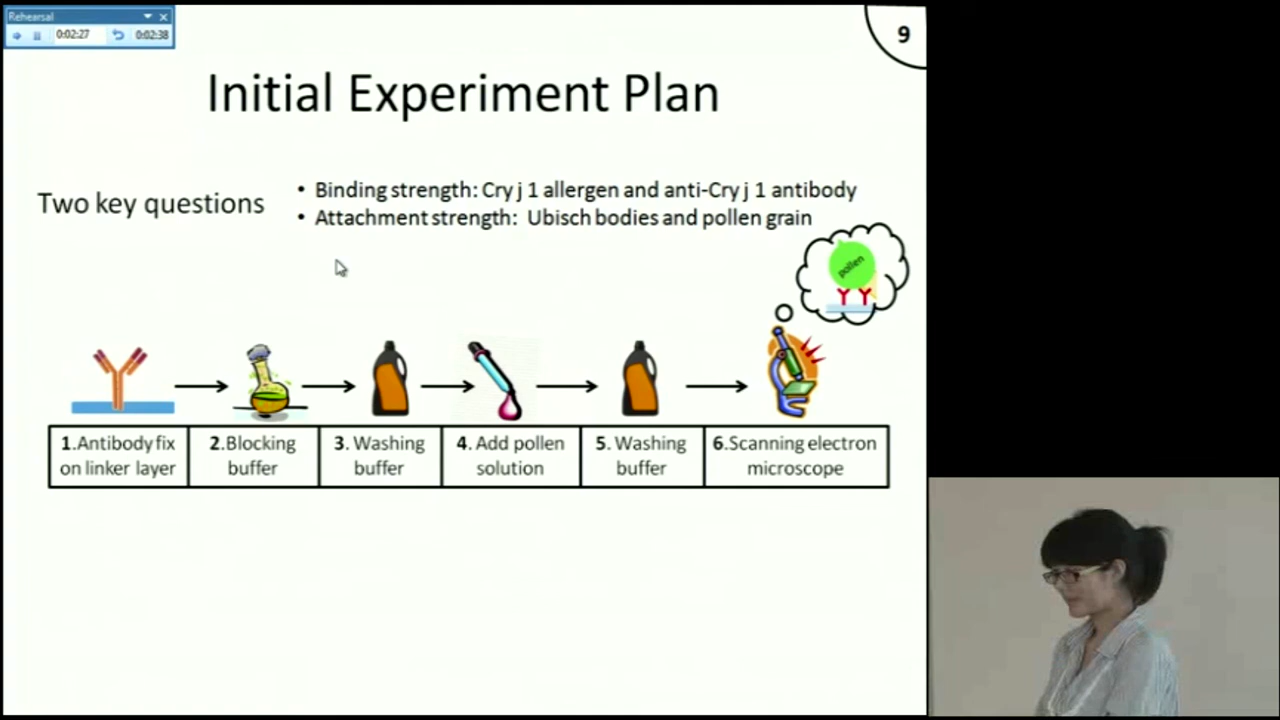 Rehearsal
0:02:27 0:02:38
9
Initial Experiment Plan
Two key questions
• Binding strength: Cry j 1 allergen and anti-Cry j 1 antibody
• Attachment strength: Ubisch bodies and pollen grain
pollen
1.Antibody fix
on linker layer
2.Blocking
buffer
3. Washing
buffer
4. Add pollen
solution
5. Washing
buffer
6.Scanning electron
microscope